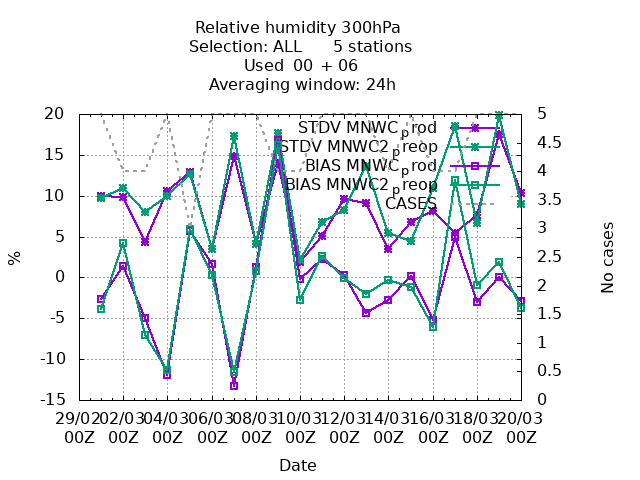 Relative humidity 300hPa
Selection: ALL 5 stations
Used 00 + 06
Averaging window: 24h
STDV MNWC_prod
STDV MNWC2_preop
BIAS MNWC_prod
BIAS MNWC2_preop
CASES
20
15
10
5
0
-5
-10
-15
%
5
4.5
4
3.5
3
2.5
2
1.5
1
0.5
0
No cases
29/02 02/03 04/03 06/03 08/03 10/03 12/03 14/03 16/03 18/03 20/03
00Z 00Z 00Z 00Z 00Z 00Z 00Z 00Z 00Z 00Z 00Z
Date